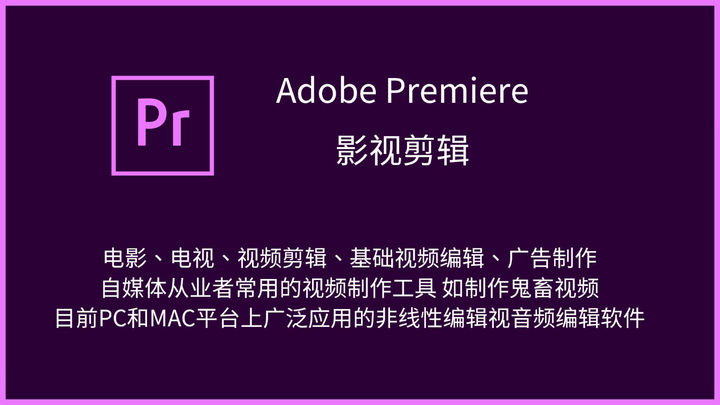 Pr
Adobe Premiere
影视剪辑
电影、电视、视频剪辑、基础视频编辑、广告制作
自媒体从业者常用的视频制作工具 如制作鬼畜视频
目前PC和MAC平台上广泛应用的非线性编辑视音频编辑软件